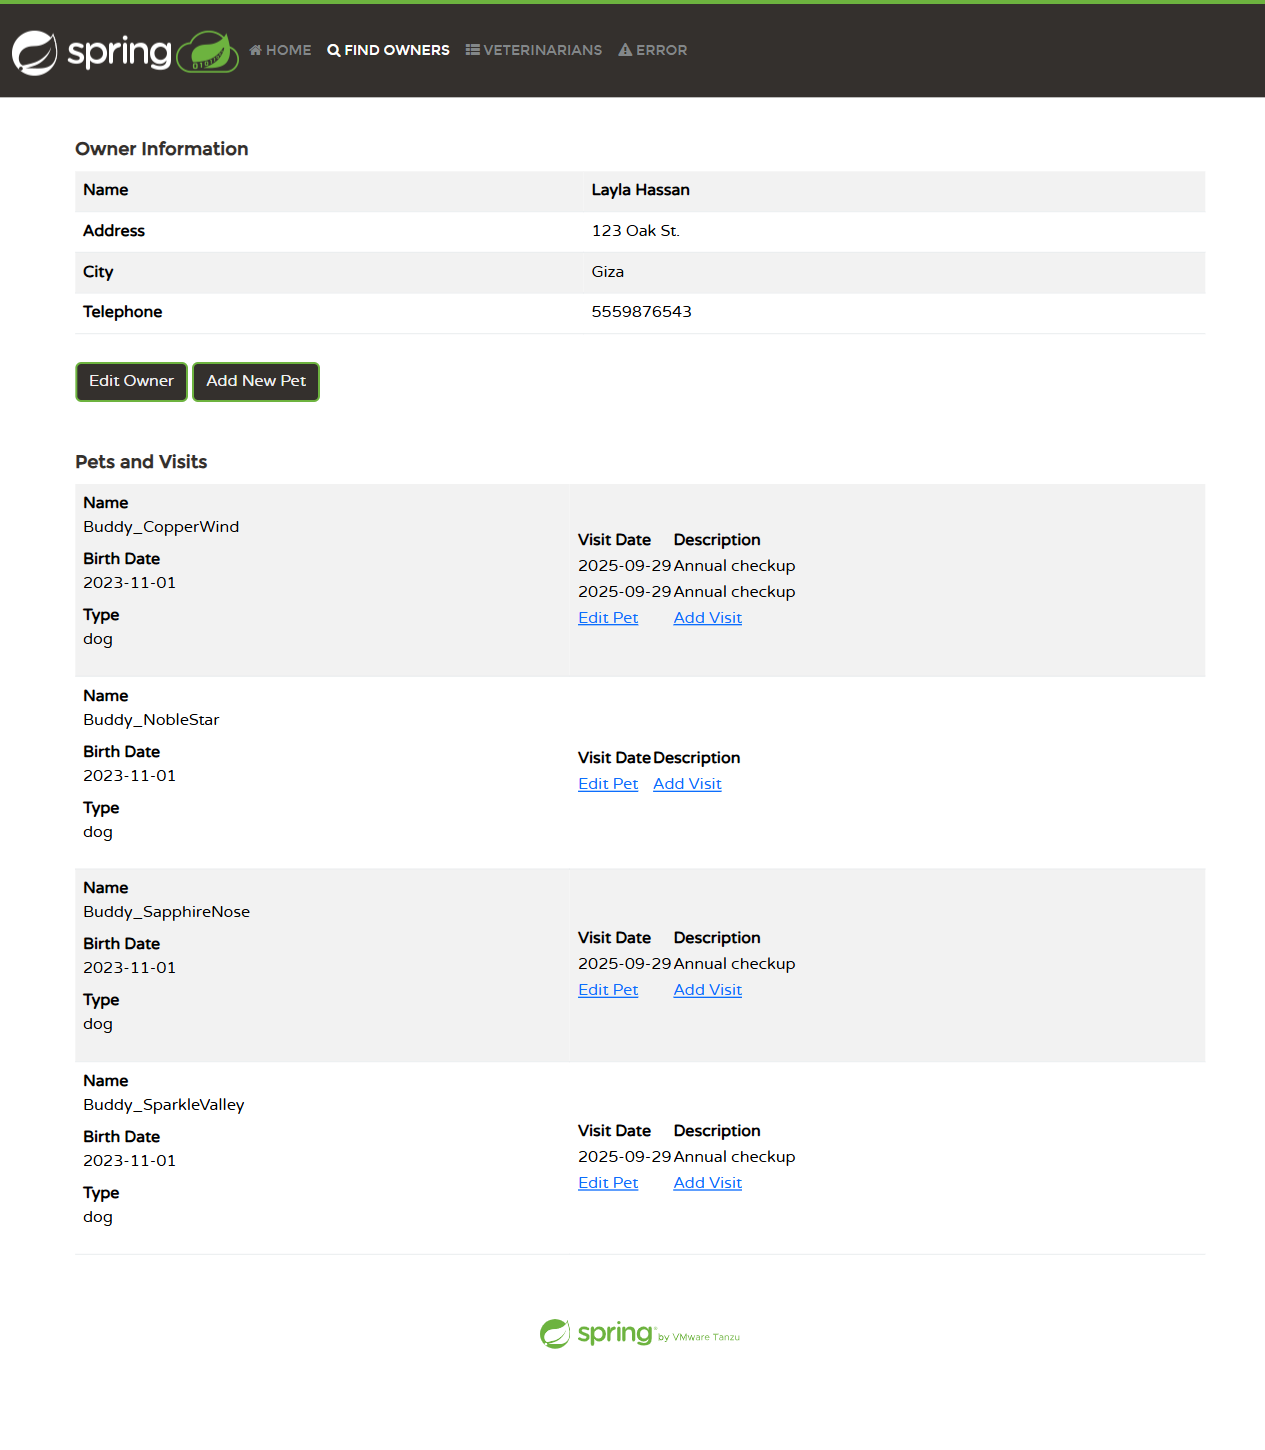 spring HOME FIND OWNERS VETERINARIANS ERROR
Owner Information
Name Layla Hassan
Address 123 Oak St.
City Giza
Telephone 5559876543
Edit Owner Add New Pet
Pets and Visits
Name
Buddy_CopperWind
Birth Date
2023-11-01
Type
dog
Visit Date Description
2025-09-29 Annual checkup
2025-09-29 Annual checkup
Edit Pet Add Visit
Name
Buddy_NobleStar
Birth Date
2023-11-01
Type
dog
Visit Date Description
Edit Pet Add Visit
Name
Buddy_SapphireNose
Birth Date
2023-11-01
Type
dog
Visit Date Description
2025-09-29 Annual checkup
Edit Pet Add Visit
Name
Buddy_SparkleValley
Birth Date
2023-11-01
Type
dog
Visit Date Description
2025-09-29 Annual checkup
Edit Pet Add Visit
spring by VMware Tanzu